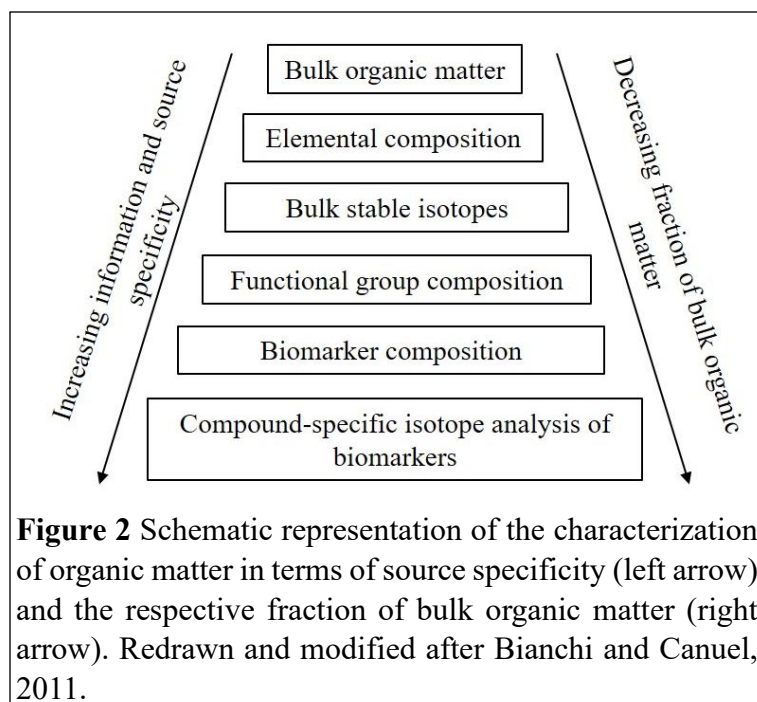 Bulk organic matter
Elemental composition
Bulk stable isotopes
Functional group composition
Biomarker composition
Compound-specific isotope analysis of
biomarkers
Increasing information and source
specificity
Decreasing fraction of bulk organic
matter
Figure 2 Schematic representation of the characterization
of organic matter in terms of source specificity (left arrow)
and the respective fraction of bulk organic matter (right
arrow). Redrawn and modified after Bianchi and Canuel,
2011.